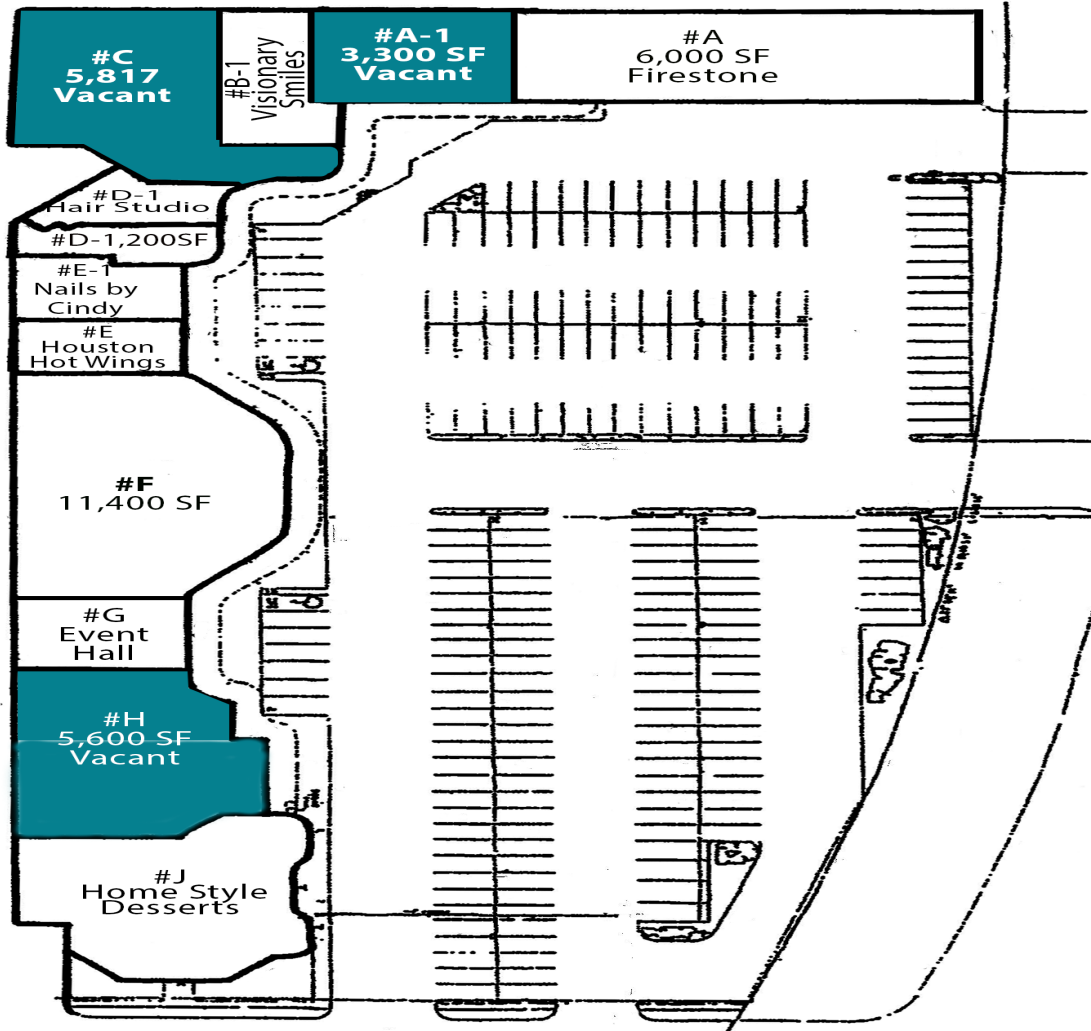 #C
5,817
Vacant
#B-1
Visionary
Smiles
#A-1
3,300 SF
Vacant
#A
6,000 SF
Firestone
#D-1
Hair Studio
#D-1,200SF
#E-1
Nails by
Cindy
#E
Houston
Hot Wings
#F
11,400 SF
#G
Event
Hall
#H
5,600 SF
Vacant
#J
Home Style
Desserts